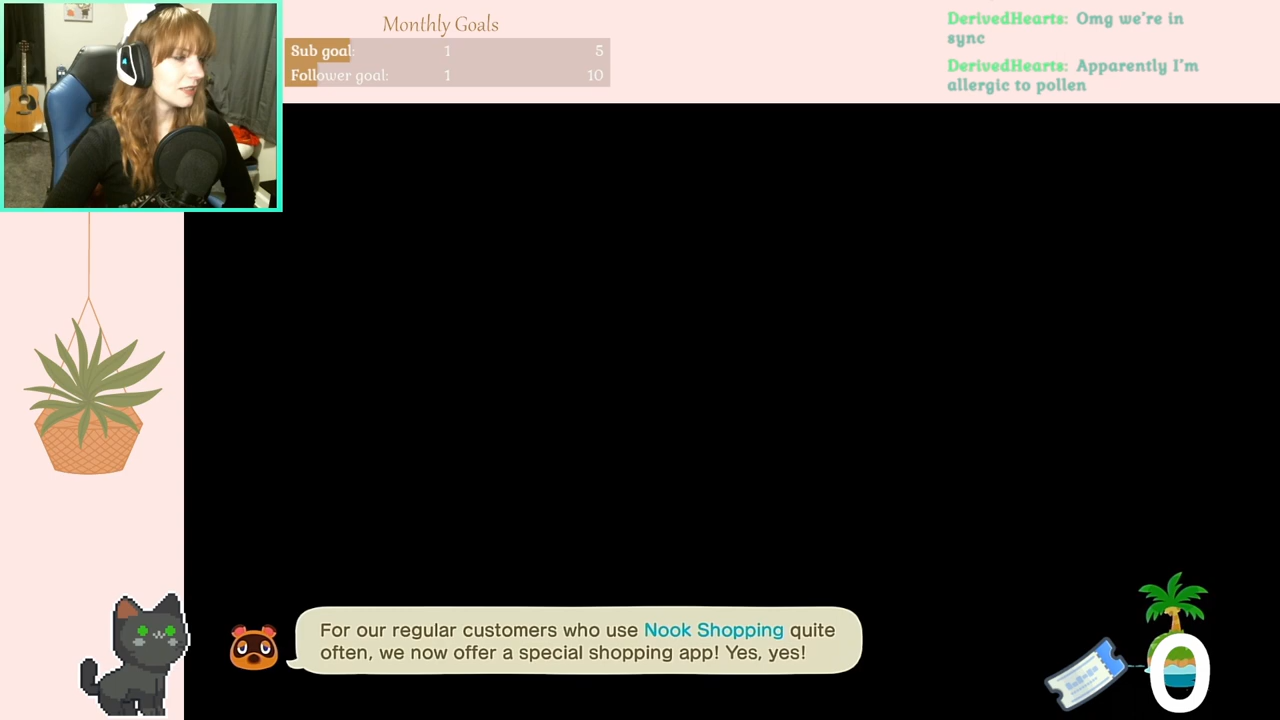 Monthly Goals
Sub goal: 1 5
Follower goal: 1 10
DerivedHearts: Omg we're in
sync
DerivedHearts: Apparently I'm
allergic to pollen
For our regular customers who use Nook Shopping quite
often, we now offer a special shopping app! Yes, yes!
0